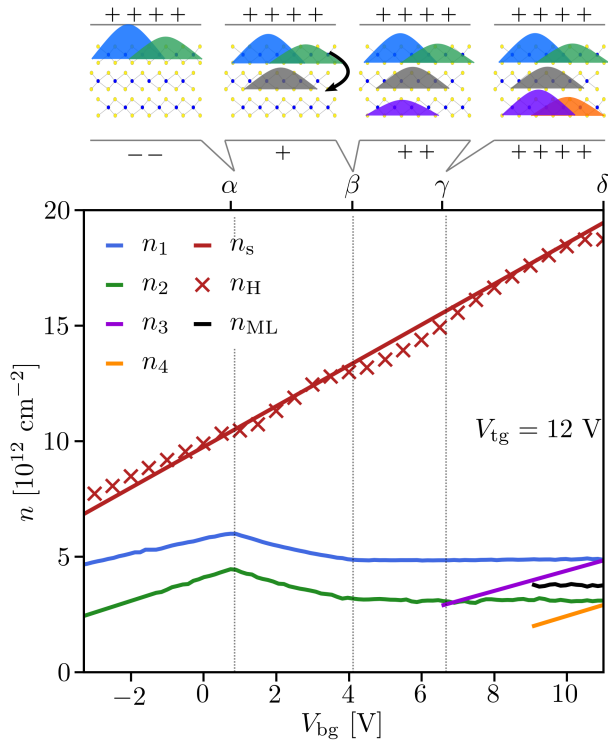 ++++ ++++ ++++ ++++
−− + ++ ++++
α β γ δ
20
15
10
5
0
n [10¹² cm⁻²]
n₁ nₛ
n₂ n_H
n₃ n_ML
n₄
V_tg = 12 V
−2 0 2 4 6 8 10
V_bg [V]